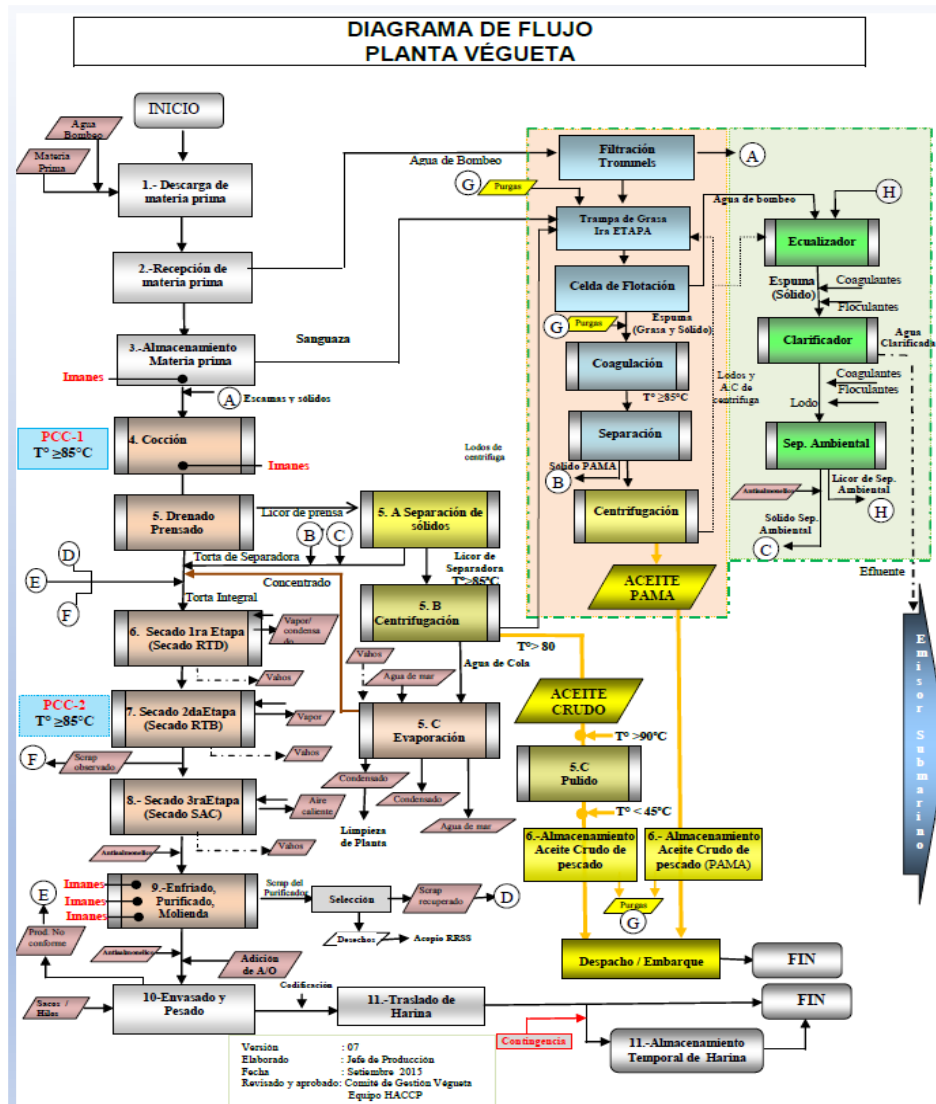 DIAGRAMA DE FLUJO
PLANTA VÉGUETA
INICIO
Agua
Bombeo
Materia
Prima
1.- Descarga de
materia prima
2.-Recepción de
materia prima
3.-Almacenamiento
Materia prima
Imanes
A
Escamas y sólidos
PCC-1
T° ≥85°C
4. Cocción
Imanes
5. Drenado
Prensado
Licor de prensa
B
C
Torta de Separadora
Concentrado
D
E
F
Torta Integral
6. Secado 1ra Etapa
(Secado RTD)
Vapor/
condensa
do
Vahos
PCC-2
T° ≥85°C
7. Secado 2daEtapa
(Secado RTB)
Vapor
Vahos
F
Scrap
observado
8.- Secado 3raEtapa
(Secado SAC)
Aire
caliente
Vahos
Antisalmonelico
E
Imanes
Imanes
Imanes
9.-Enfriado,
Purificado,
Molienda
Scrap del
Purificador
Selección
Scrap
recuperado
D
Desechos
Acopio RRSS
Prod. No
conforme
Antisalmonelico
Adición
de A/O
Sacos /
Hilos
10-Envasado y
Pesado
Codificación
11.-Traslado de
Harina
Contingencia
11.-Almacenamiento
Temporal de Harina
FIN
Agua de Bombeo
Filtración
Trommels
A
G
Purgas
Trampa de Grasa
1ra ETAPA
Celda de Flotación
Sanguaza
G
Purgas
Espuma
(Grasa y Sólido)
Coagulación
T° ≥85°C
Separación
Sólido PAMA
B
Centrifugación
Lodos y
A.C de
centrifuga
Lodos de
centrifuga
ACEITE
PAMA
5. A Separación de
sólidos
Licor de
Separadora
T°≥85°C
5. B
Centrifugación
Agua de Cola
Vahos
Agua de mar
5. C
Evaporación
Condensado
Condensado
Agua de mar
Limpieza
de Planta
T°> 80
ACEITE
CRUDO
T° >90°C
5.C
Pulido
T° < 45°C
6.-Almacenamiento
Aceite Crudo de
pescado
6.- Almacenamiento
Aceite Crudo de
pescado (PAMA)
Purgas
G
Despacho / Embarque
FIN
Agua de bombeo
H
Ecualizador
Espuma
(Sólido)
Coagulantes
Floculantes
Clarificador
Agua
Clarificada
Coagulantes
Floculantes
Lodo
Sep. Ambiental
Antisalmonelico
Licor de Sep.
Ambiental
H
Sólido Sep.
Ambiental
C
Efluente
Emisor Submarino
Versión : 07
Elaborado : Jefe de Producción
Fecha : Setiembre 2015
Revisado y aprobado: Comité de Gestión Végueta
Equipo HACCP